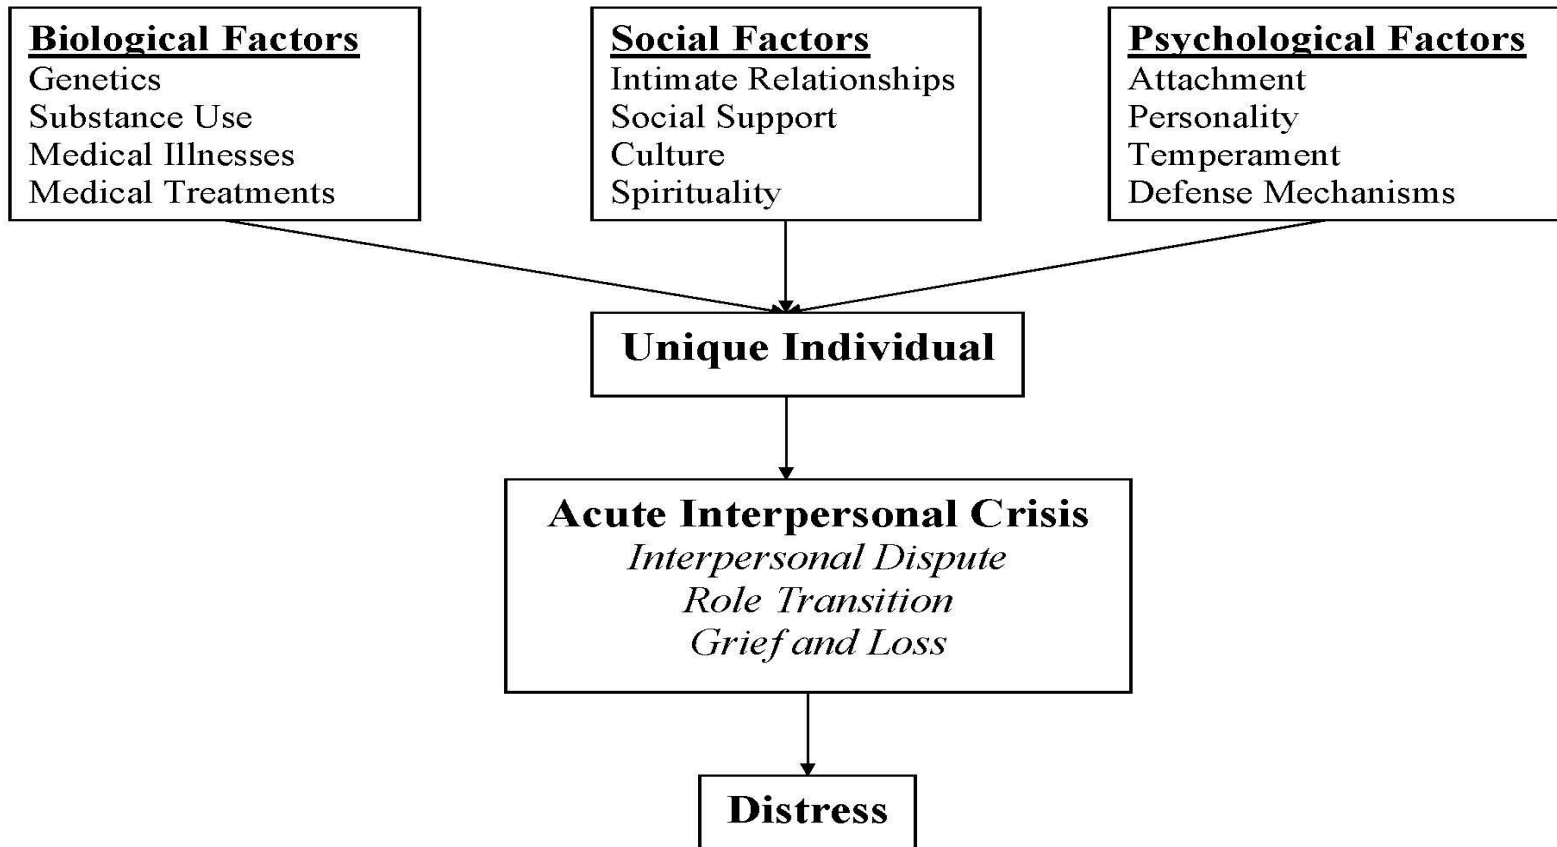 Biological Factors
Genetics
Substance Use
Medical Illnesses
Medical Treatments
Social Factors
Intimate Relationships
Social Support
Culture
Spirituality
Psychological Factors
Attachment
Personality
Temperament
Defense Mechanisms
Unique Individual
Acute Interpersonal Crisis
Interpersonal Dispute
Role Transition
Grief and Loss
Distress